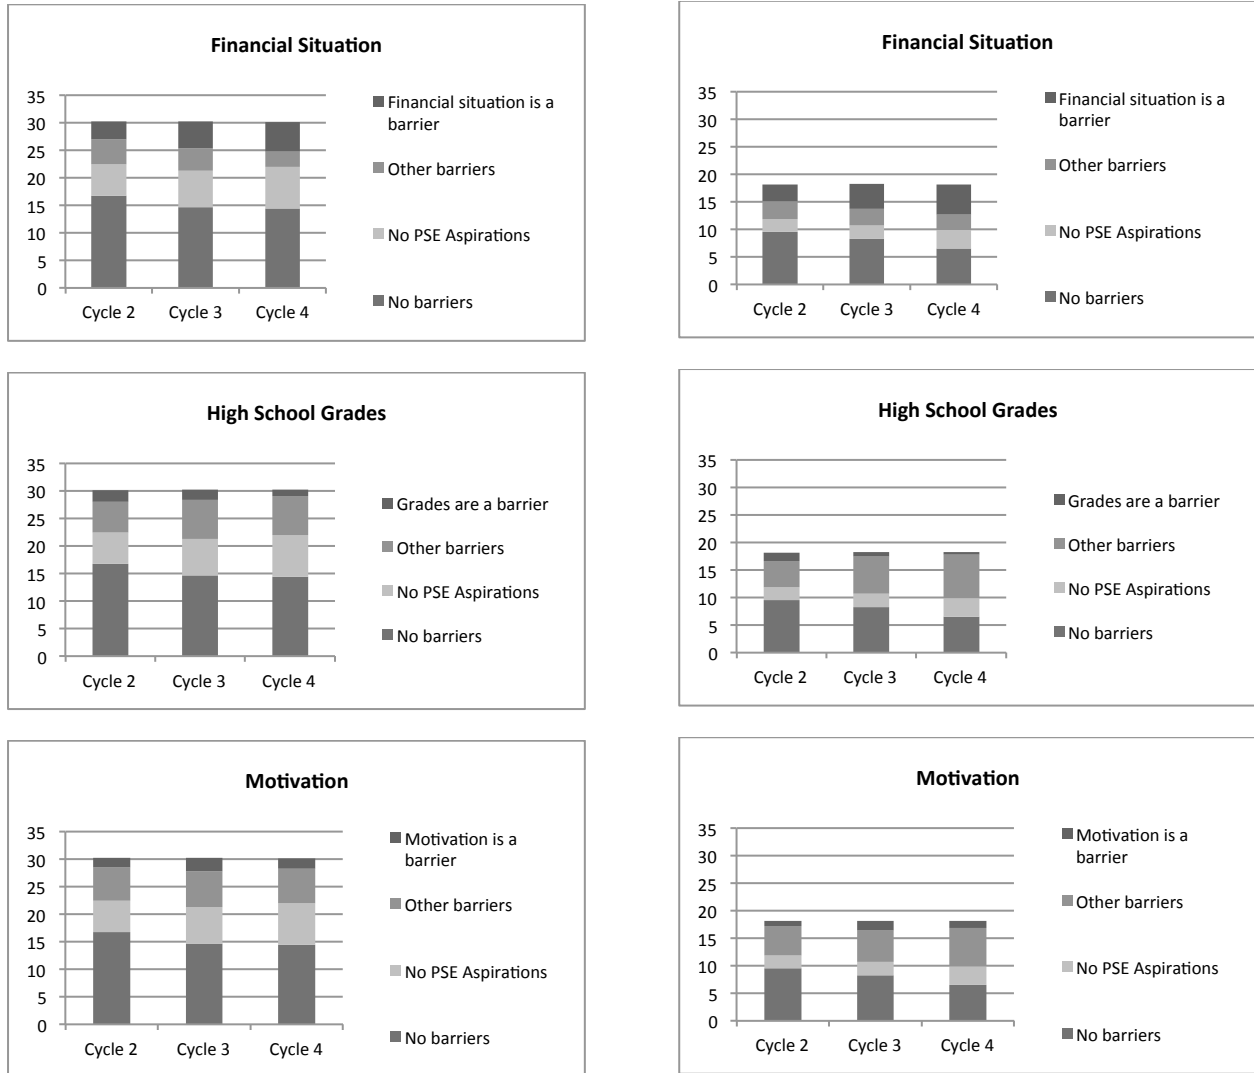 Financial Situation
35
30
25
20
15
10
5
0
Cycle 2 Cycle 3 Cycle 4
Financial situation is a
barrier
Other barriers
No PSE Aspirations
No barriers
Financial Situation
35
30
25
20
15
10
5
0
Cycle 2 Cycle 3 Cycle 4
Financial situation is a
barrier
Other barriers
No PSE Aspirations
No barriers
High School Grades
35
30
25
20
15
10
5
0
Cycle 2 Cycle 3 Cycle 4
Grades are a barrier
Other barriers
No PSE Aspirations
No barriers
High School Grades
35
30
25
20
15
10
5
0
Cycle 2 Cycle 3 Cycle 4
Grades are a barrier
Other barriers
No PSE Aspirations
No barriers
Motivation
35
30
25
20
15
10
5
0
Cycle 2 Cycle 3 Cycle 4
Motivation is a
barrier
Other barriers
No PSE Aspirations
No barriers
Motivation
35
30
25
20
15
10
5
0
Cycle 2 Cycle 3 Cycle 4
Motivation is a
barrier
Other barriers
No PSE Aspirations
No barriers